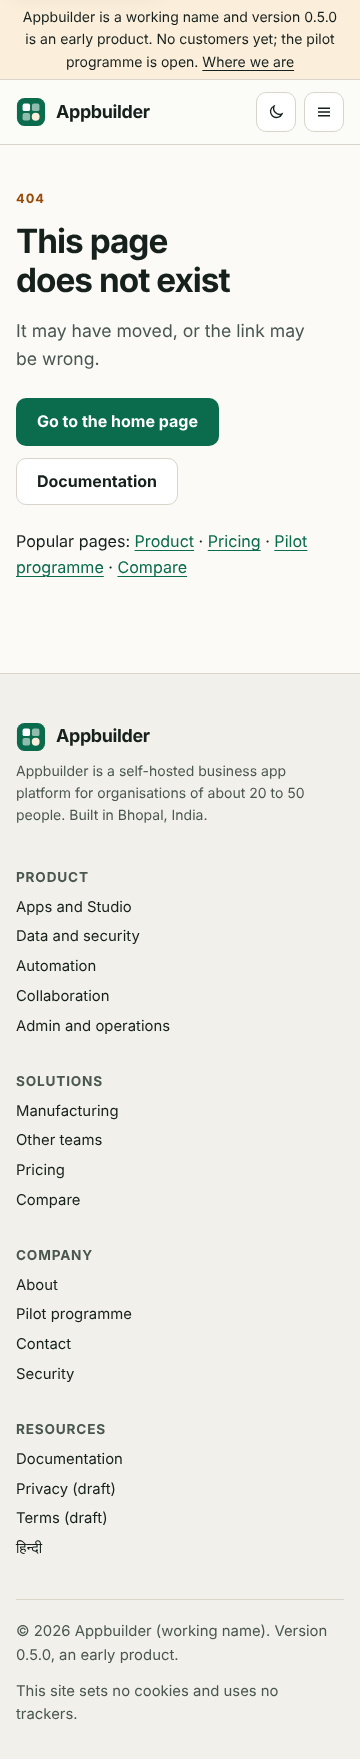 Appbuilder is a working name and version 0.5.0
is an early product. No customers yet; the pilot
programme is open. Where we are
Appbuilder
404
This page
does not exist
It may have moved, or the link may
be wrong.
Go to the home page
Documentation
Popular pages: Product · Pricing · Pilot
programme · Compare
Appbuilder
Appbuilder is a self-hosted business app
platform for organisations of about 20 to 50
people. Built in Bhopal, India.
PRODUCT
Apps and Studio
Data and security
Automation
Collaboration
Admin and operations
SOLUTIONS
Manufacturing
Other teams
Pricing
Compare
COMPANY
About
Pilot programme
Contact
Security
RESOURCES
Documentation
Privacy (draft)
Terms (draft)
हिन्दी
© 2026 Appbuilder (working name). Version
0.5.0, an early product.
This site sets no cookies and uses no
trackers.